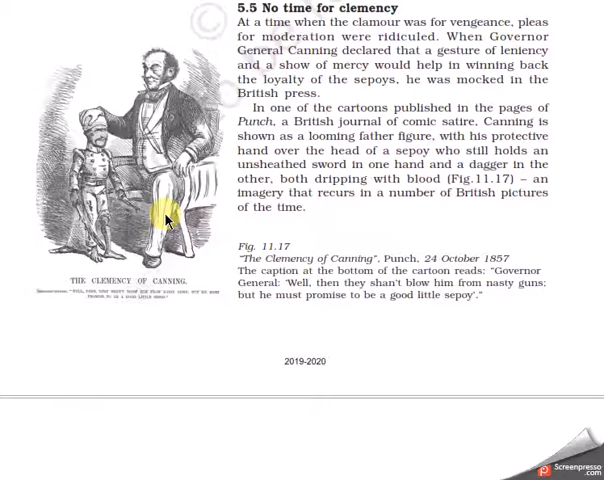 5.5 No time for clemency
At a time when the clamour was for vengeance, pleas
for moderation were ridiculed. When Governor
General Canning declared that a gesture of leniency
and a show of mercy would help in winning back
the loyalty of the sepoys, he was mocked in the
British press.
In one of the cartoons published in the pages of
Punch, a British journal of comic satire, Canning is
shown as a looming father figure, with his protective
hand over the head of a sepoy who still holds an
unsheathed sword in one hand and a dagger in the
other, both dripping with blood (Fig.11.17) – an
imagery that recurs in a number of British pictures
of the time.
THE CLEMENCY OF CANNING.
Fig. 11.17
"The Clemency of Canning", Punch, 24 October 1857
The caption at the bottom of the cartoon reads: "Governor
General: 'Well, then they shan't blow him from nasty guns;
but he must promise to be a good little sepoy'."
2019-2020
Screenpresso
.com